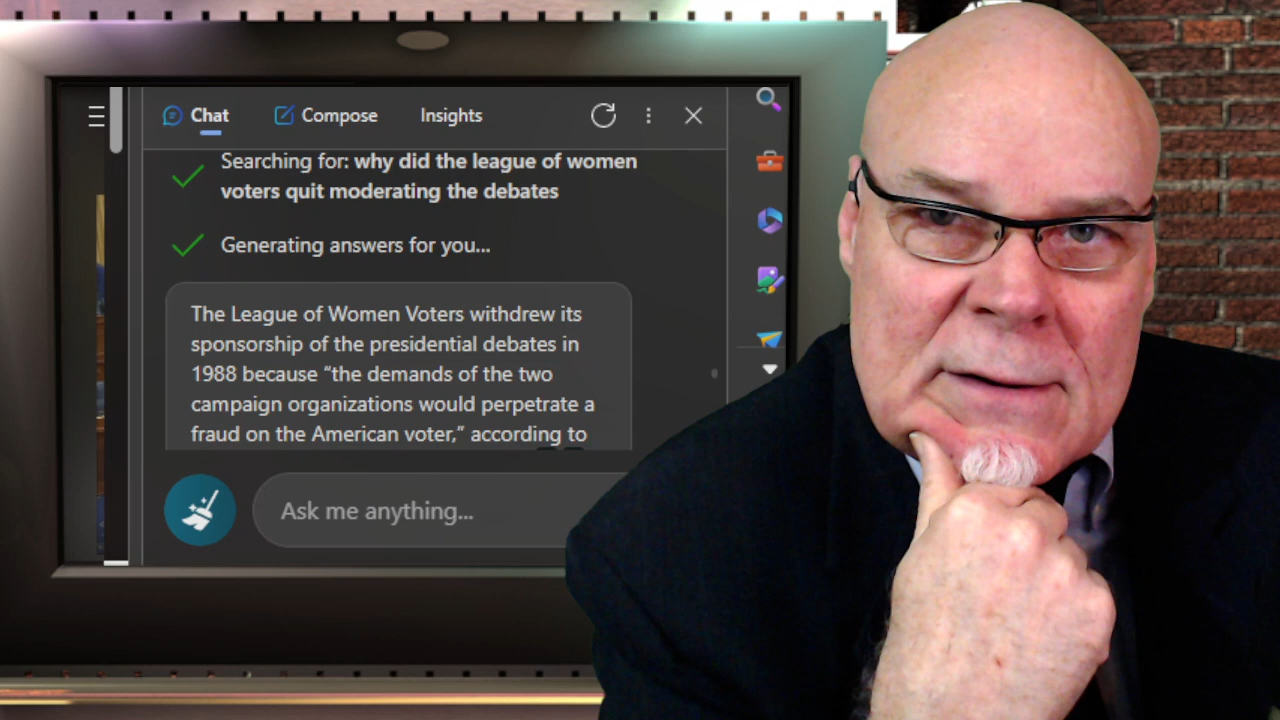 Chat
Compose
Insights
Searching for: why did the league of women
voters quit moderating the debates
Generating answers for you...
The League of Women Voters withdrew its
sponsorship of the presidential debates in
1988 because “the demands of the two
campaign organizations would perpetrate a
fraud on the American voter,” according to
Ask me anything...